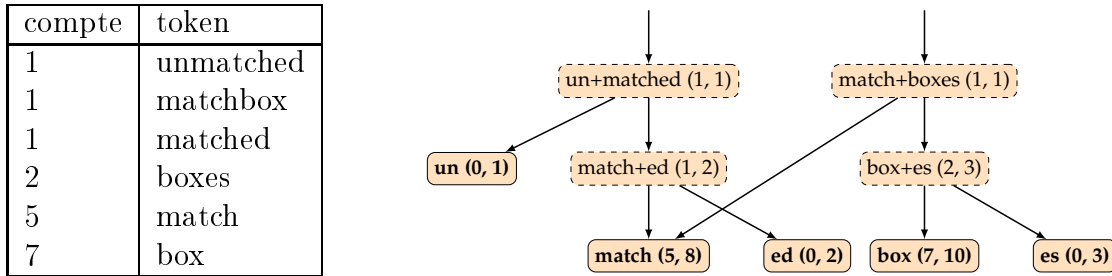 compte token
1 unmatched
1 matchbox
1 matched
2 boxes
5 match
7 box
un+matched (1, 1) match+boxes (1, 1)
un (0, 1) match+ed (1, 2) box+es (2, 3)
match (5, 8) ed (0, 2) box (7, 10) es (0, 3)